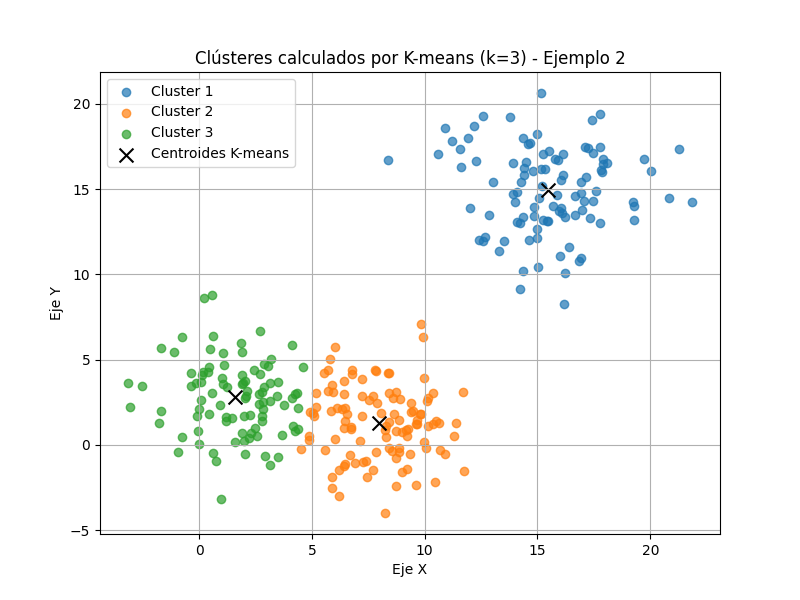 Clústeres calculados por K-means (k=3) - Ejemplo 2
Cluster 1
Cluster 2
Cluster 3
Centroides K-means
Eje Y
20
15
10
5
0
−5
0
5
10
15
20
Eje X